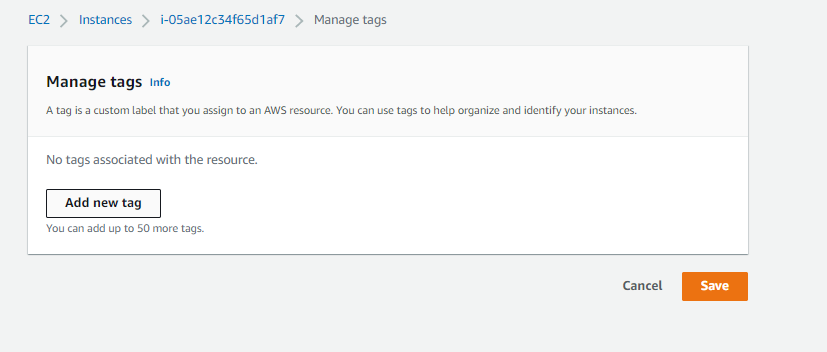 EC2 > Instances > i-05ae12c34f65d1af7 > Manage tags
Manage tags Info
A tag is a custom label that you assign to an AWS resource. You can use tags to help organize and identify your instances.
No tags associated with the resource.
Add new tag
You can add up to 50 more tags.
Cancel Save